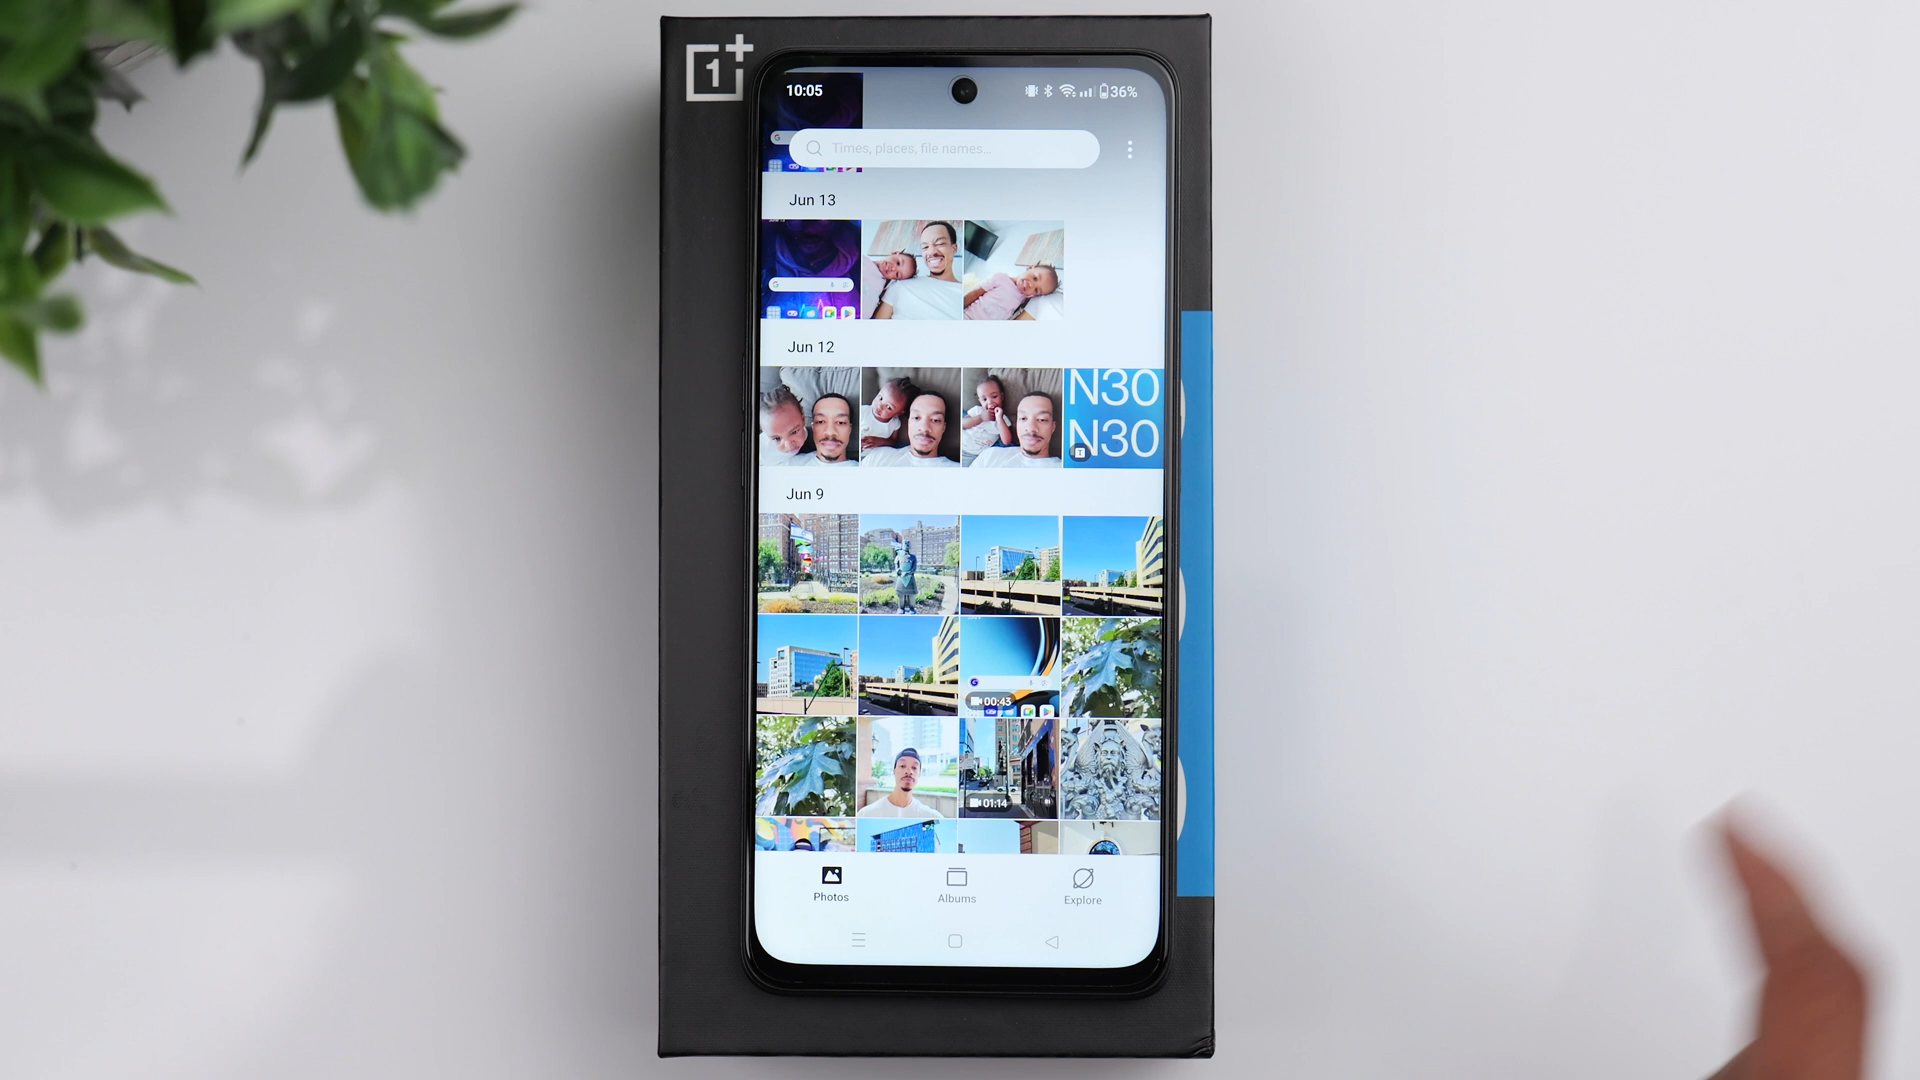 1+
10:05
36%
Times, places, file names...
Jun 13
Jun 12
N30
N30
T
Jun 9
00:43
01:14
Photos
Albums
Explore